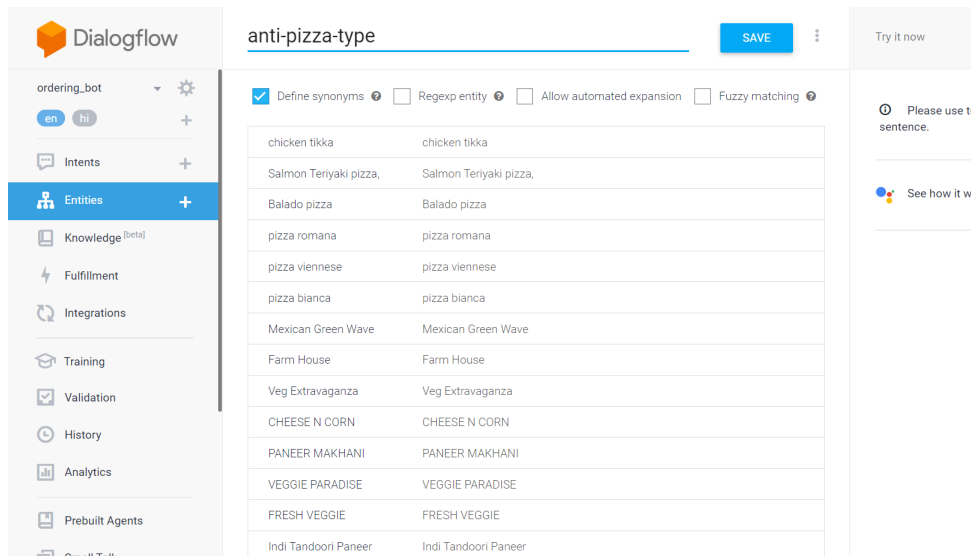 Dialogflow
anti-pizza-type
SAVE
Try it now
ordering_bot
en hi
Define synonyms Regexp entity Allow automated expansion Fuzzy matching
Please use
sentence.
Intents
Entities
Knowledge [beta]
Fulfillment
Integrations
Training
Validation
History
Analytics
Prebuilt Agents
See how it
chicken tikka chicken tikka
Salmon Teriyaki pizza, Salmon Teriyaki pizza,
Balado pizza Balado pizza
pizza romana pizza romana
pizza viennese pizza viennese
pizza bianca pizza bianca
Mexican Green Wave Mexican Green Wave
Farm House Farm House
Veg Extravaganza Veg Extravaganza
CHEESE N CORN CHEESE N CORN
PANEER MAKHANI PANEER MAKHANI
VEGGIE PARADISE VEGGIE PARADISE
FRESH VEGGIE FRESH VEGGIE
Indi Tandoori Paneer Indi Tandoori Paneer